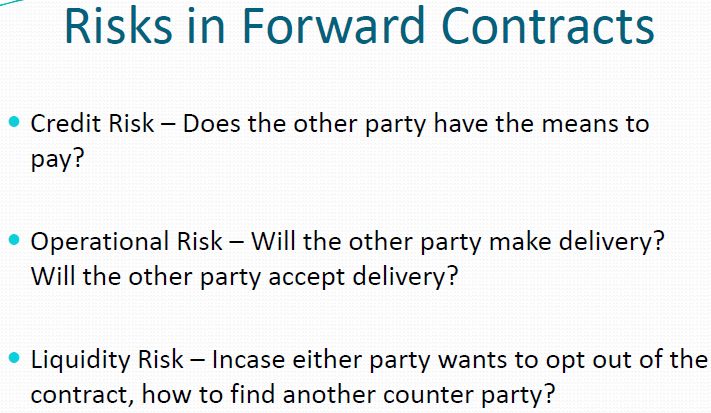 Risks in Forward Contracts
Credit Risk – Does the other party have the means to
pay?
Operational Risk – Will the other party make delivery?
Will the other party accept delivery?
Liquidity Risk – Incase either party wants to opt out of the
contract, how to find another counter party?